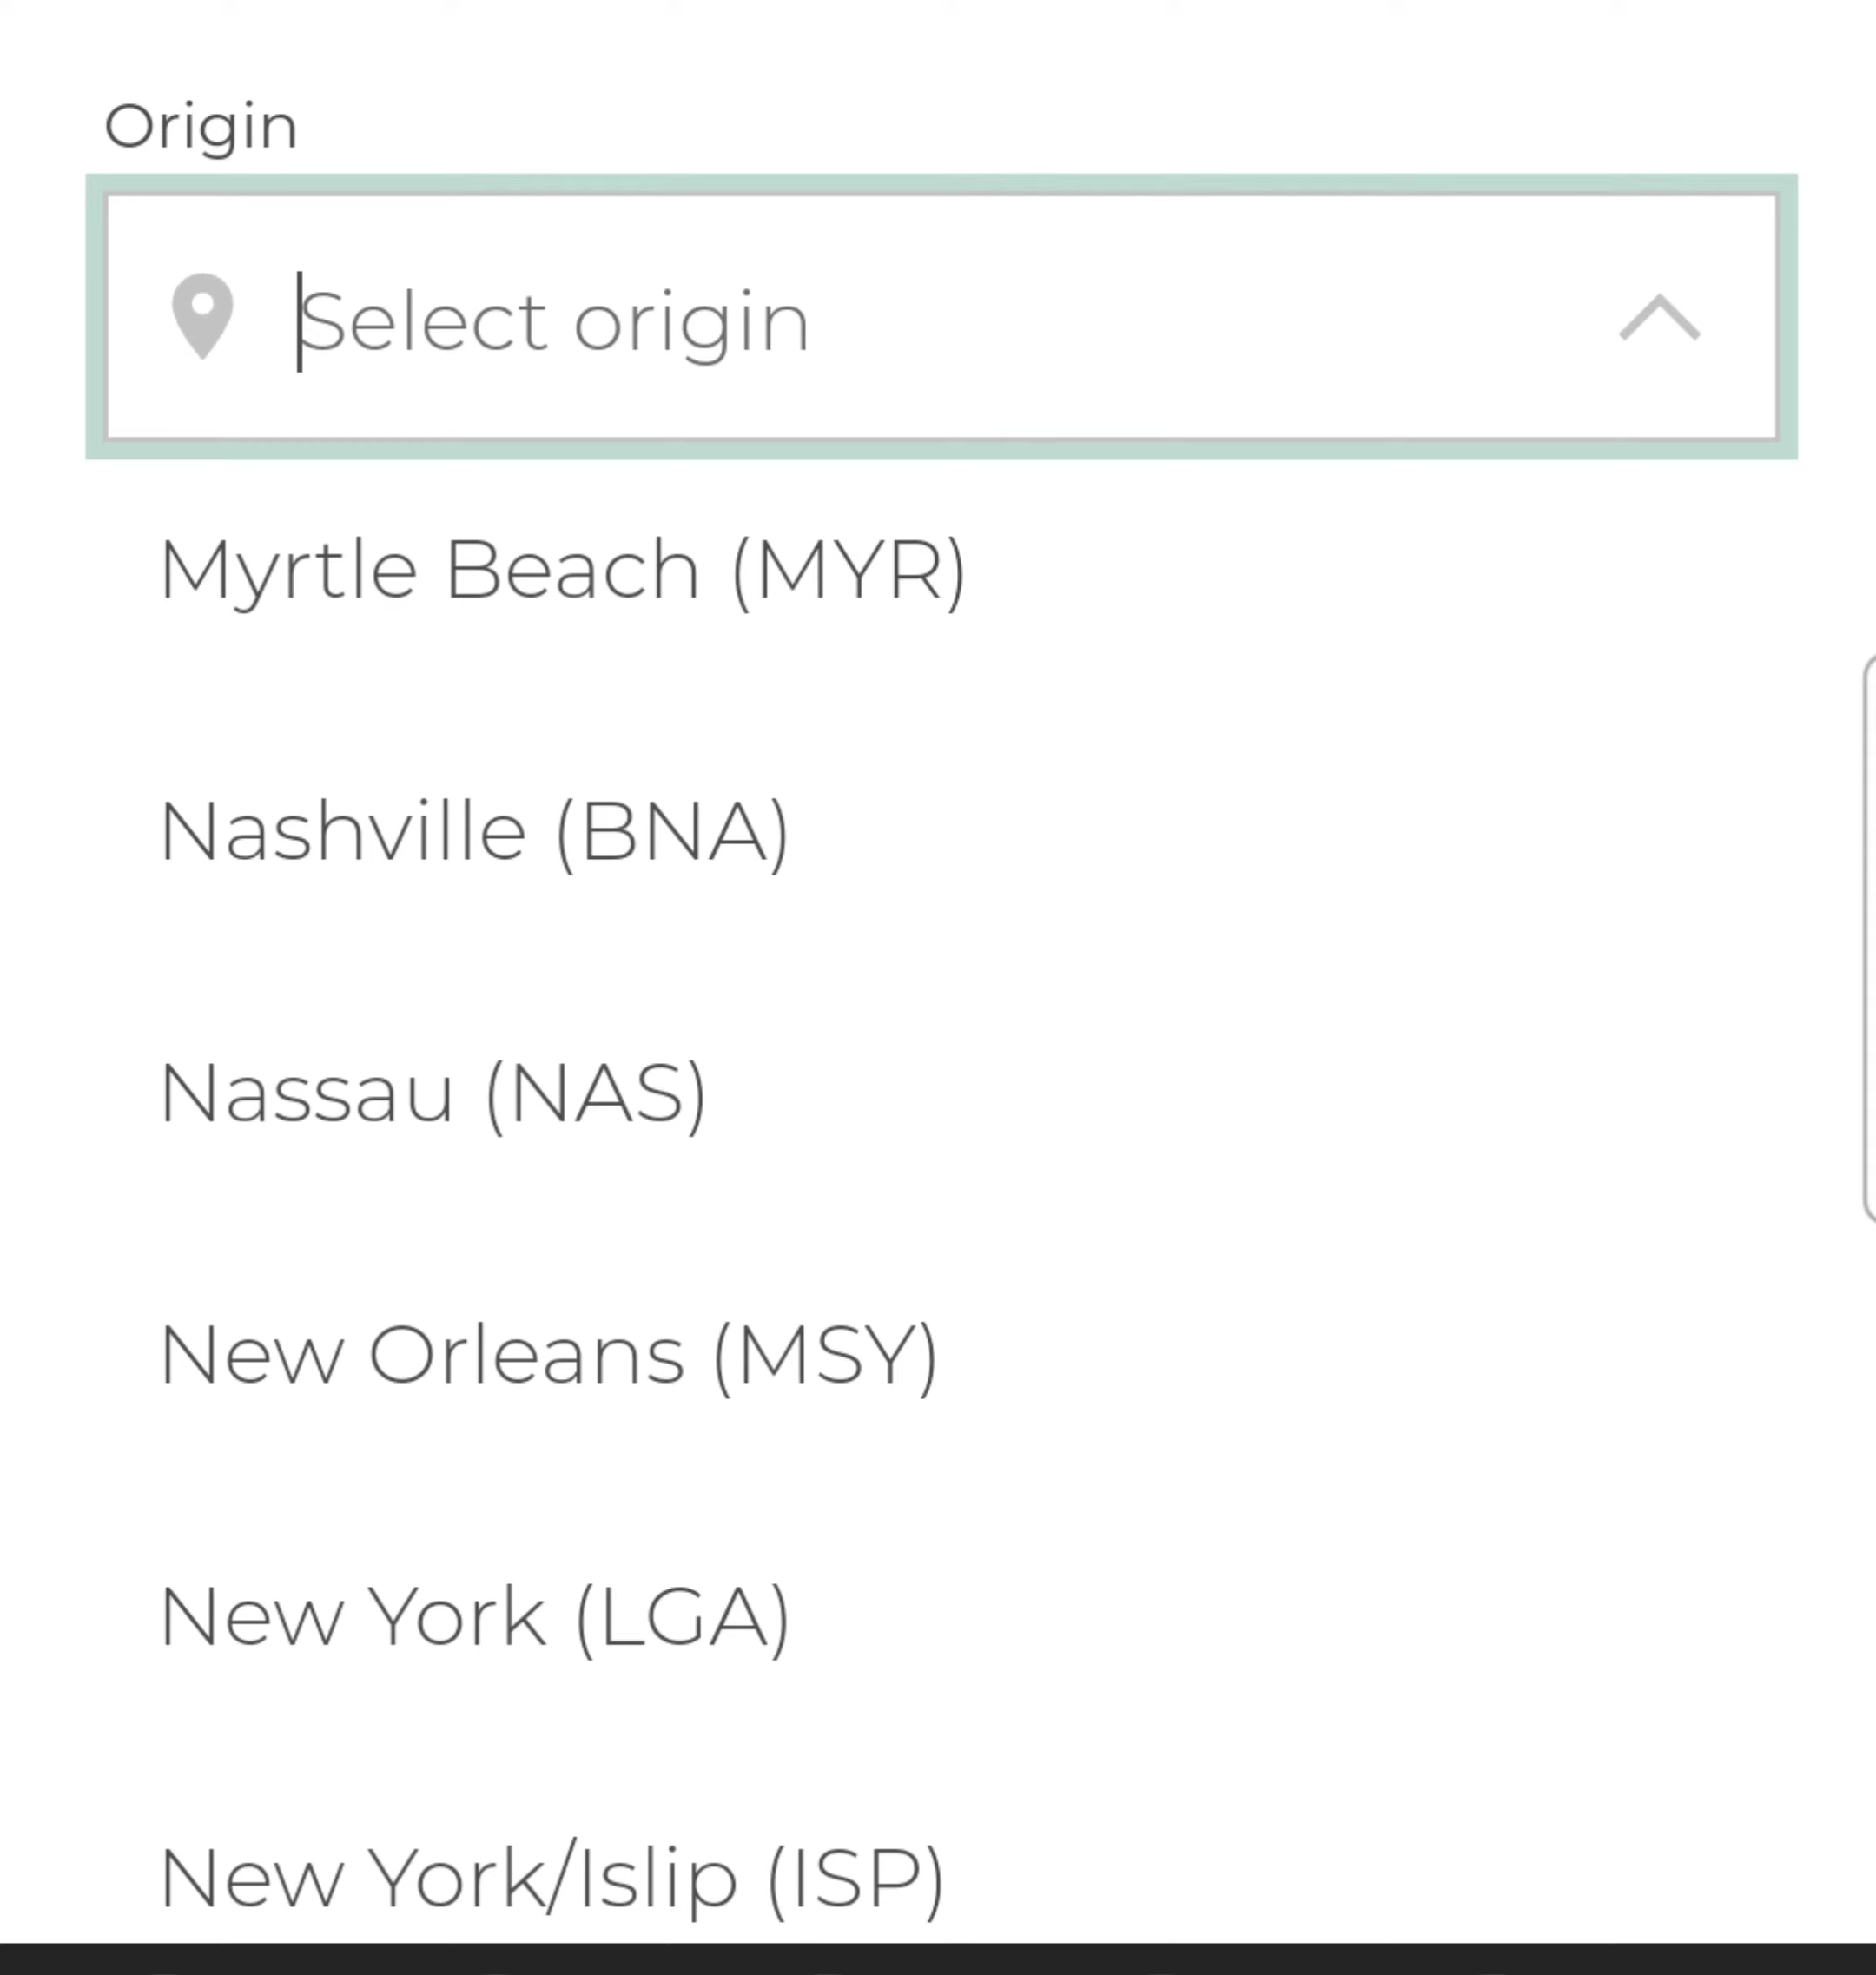 Origin
Select origin
Myrtle Beach (MYR)
Nashville (BNA)
Nassau (NAS)
New Orleans (MSY)
New York (LGA)
New York/Islip (ISP)